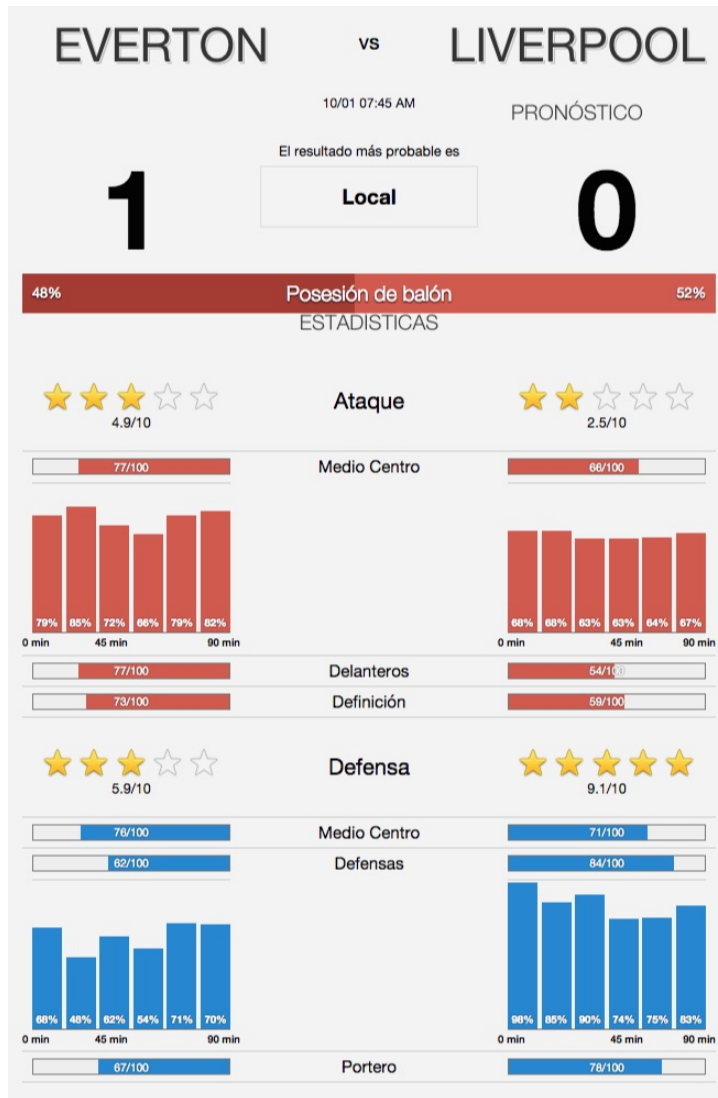 EVERTON vs LIVERPOOL
10/01 07:45 AM
PRONÓSTICO
El resultado más probable es
1 Local 0
48% Posesión de balón 52%
ESTADISTICAS
Ataque
4.9/10 2.5/10
77/100 Medio Centro 66/100
79% 85% 72% 66% 79% 82% 68% 68% 63% 63% 64% 67%
0 min 45 min 90 min 0 min 45 min 90 min
77/100 Delanteros 54/100
73/100 Definición 59/100
Defensa
5.9/10 9.1/10
76/100 Medio Centro 71/100
62/100 Defensas 84/100
68% 48% 62% 54% 71% 70% 98% 85% 90% 74% 75% 83%
0 min 45 min 90 min 0 min 45 min 90 min
67/100 Portero 78/100